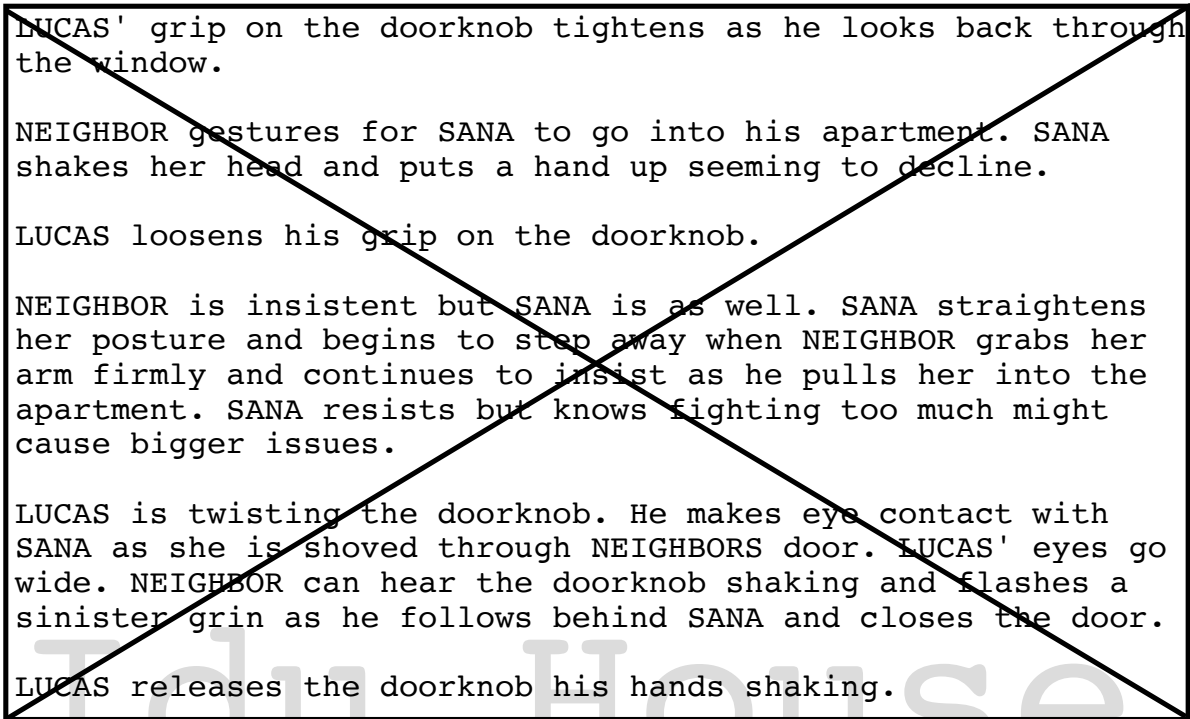 LUCAS' grip on the doorknob tightens as he looks back through
the window.
NEIGHBOR gestures for SANA to go into his apartment. SANA
shakes her head and puts a hand up seeming to decline.
LUCAS loosens his grip on the doorknob.
NEIGHBOR is insistent but SANA is as well. SANA straightens
her posture and begins to step away when NEIGHBOR grabs her
arm firmly and continues to insist as he pulls her into the
apartment. SANA resists but knows fighting too much might
cause bigger issues.
LUCAS is twisting the doorknob. He makes eye contact with
SANA as she is shoved through NEIGHBORS door. LUCAS' eyes go
wide. NEIGHBOR can hear the doorknob shaking and flashes a
sinister grin as he follows behind SANA and closes the door.
LUCAS releases the doorknob his hands shaking.
House